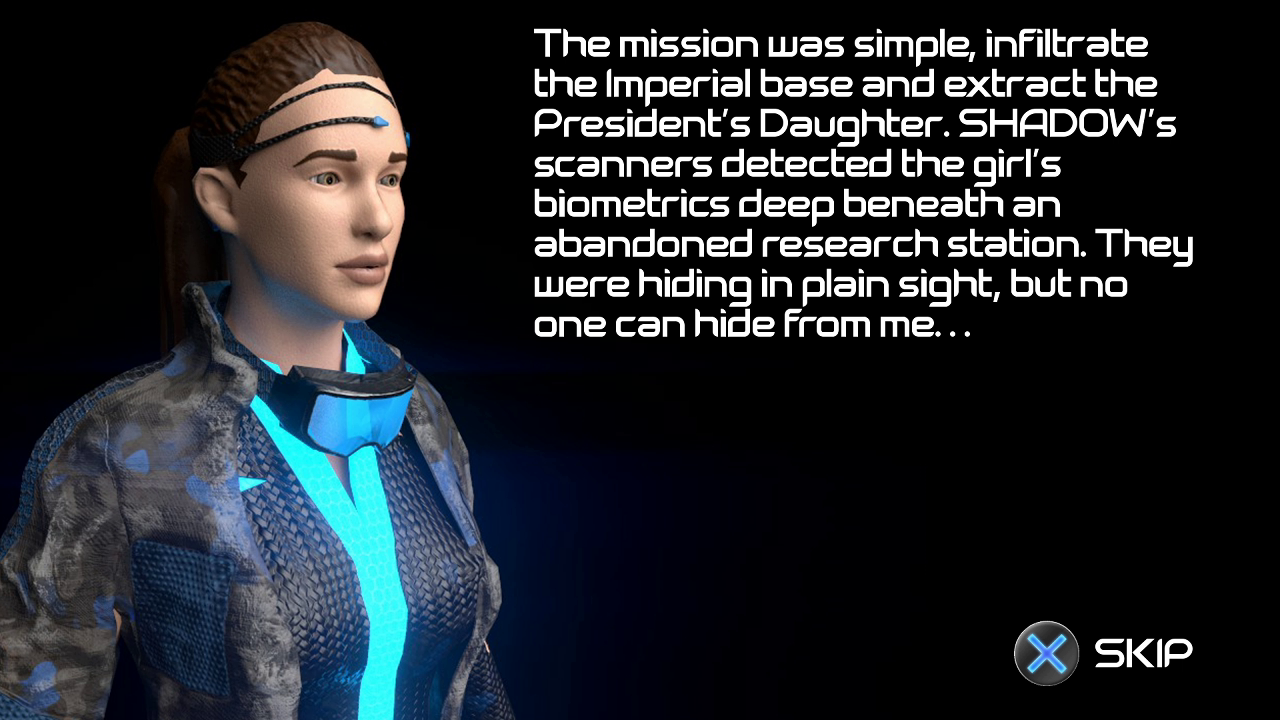 The mission was simple, infiltrate
the Imperial base and extract the
President's Daughter. SHADOW's
scanners detected the girl's
biometrics deep beneath an
abandoned research station. They
were hiding in plain sight, but no
one can hide from me...
SKIP